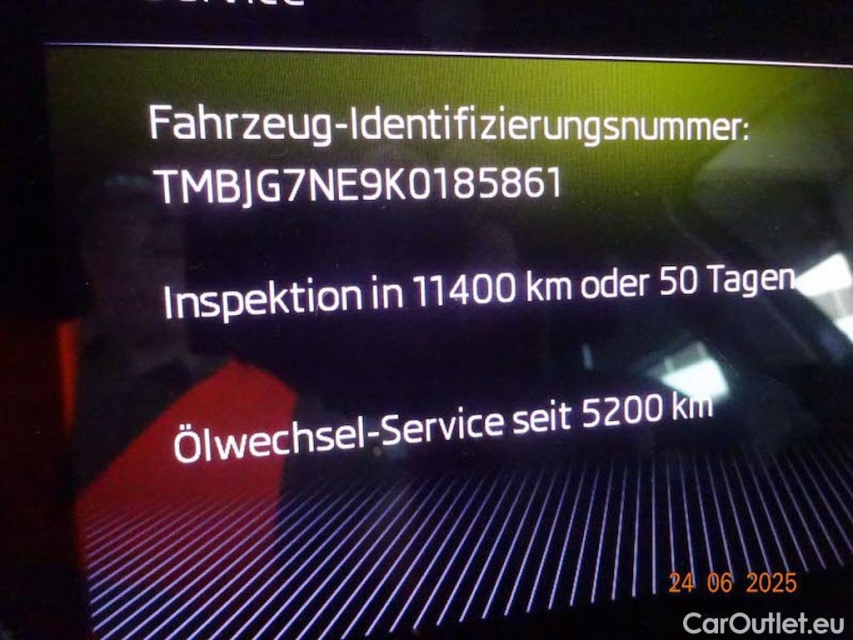 Service
Fahrzeug-Identifizierungsnummer:
TMBJG7NE9K0185861
Inspektion in 11400 km oder 50 Tagen
Ölwechsel-Service seit 5200 km
24 06 2025
CarOutlet.eu